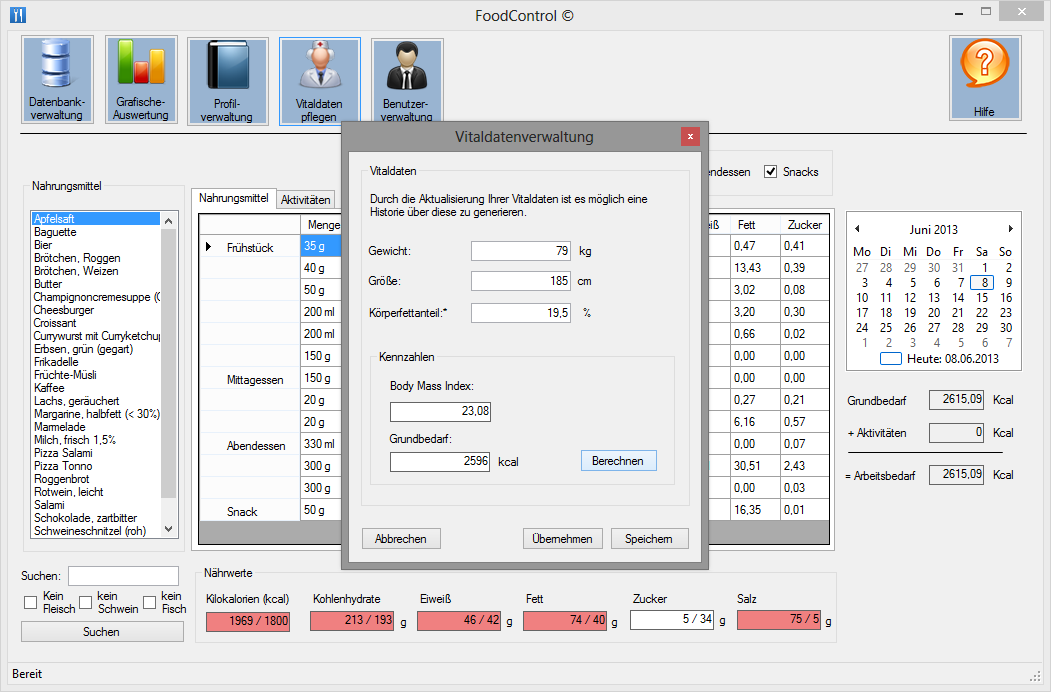 FoodControl ©
Datenbank-
verwaltung
Grafische-
Auswertung
Profil-
verwaltung
Vitaldaten
pflegen
Benutzer-
verwaltung
Hilfe
Vitaldatenverwaltung
Vitaldaten
Durch die Aktualisierung Ihrer Vitaldaten ist es möglich eine
Historie über diese zu generieren.
Gewicht: 79 kg
Größe: 185 cm
Körperfettanteil:* 19,5 %
Kennzahlen
Body Mass Index:
23,08
Grundbedarf:
2596 kcal
Berechnen
Abbrechen Übernehmen Speichern
Snacks
Nahrungsmittel
Apfelsaft
Baguette
Bier
Brötchen, Roggen
Brötchen, Weizen
Butter
Champignoncremesuppe (
Cheesburger
Croissant
Currywurst mit Curryketchup
Erbsen, grün (gegart)
Frikadelle
Früchte-Müsli
Kaffee
Lachs, geräuchert
Margarine, halbfett (< 30%)
Marmelade
Milch, frisch 1,5%
Pizza Salami
Pizza Tonno
Roggenbrot
Rotwein, leicht
Salami
Schokolade, zartbitter
Schweineschnitzel (roh)
Nahrungsmittel Aktivitäten
Menge Fett Zucker
Frühstück 35 g 0,47 0,41
40 g 13,43 0,39
50 g 3,02 0,08
200 ml 3,20 0,30
200 ml 0,66 0,02
150 g 0,00 0,00
Mittagessen 150 g 0,00 0,00
20 g 0,27 0,21
20 g 6,16 0,57
Abendessen 330 ml 0,00 0,07
300 g 30,51 2,43
300 g 0,00 0,03
Snack 50 g 16,35 0,01
Juni 2013
Mo Di Mi Do Fr Sa So
27 28 29 30 31 1 2
3 4 5 6 7 8 9
10 11 12 13 14 15 16
17 18 19 20 21 22 23
24 25 26 27 28 29 30
1 2 3 4 5 6 7
Heute: 08.06.2013
Grundbedarf 2615,09 Kcal
+ Aktivitäten 0 Kcal
= Arbeitsbedarf 2615,09 Kcal
Suchen:
Kein
Fleisch
kein
Schwein
kein
Fisch
Suchen
Nährwerte
Kilokalorien (kcal) Kohlenhydrate Eiweiß Fett Zucker Salz
1969 / 1800 213 / 193 g 46 / 42 g 74 / 40 g 5 / 34 g 75 / 5 g
Bereit